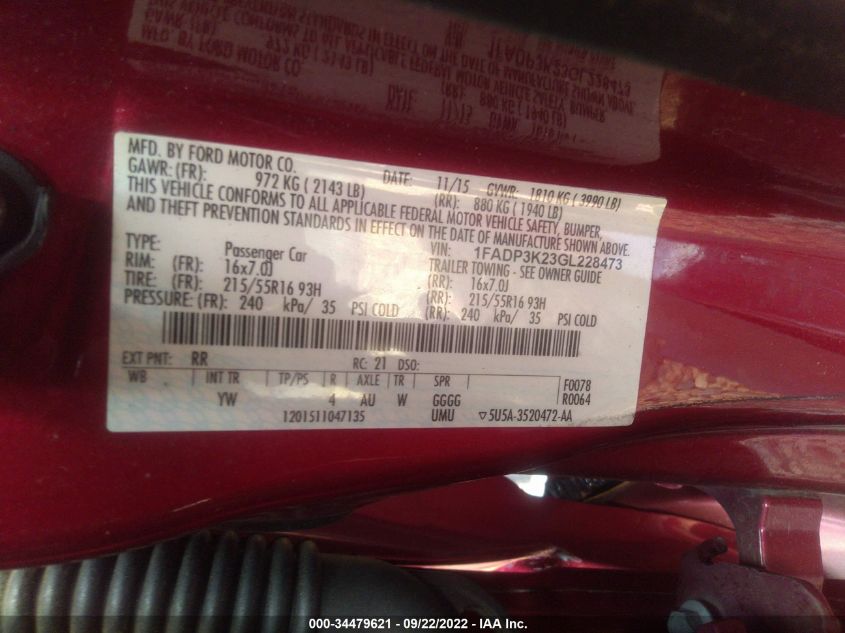 MFD. BY FORD MOTOR CO.
DATE: 11/15 GVWR: 1810 KG ( 3990 LB)
GAWR: (FR): 972 KG ( 2143 LB) (RR): 880 KG ( 1940 LB)
THIS VEHICLE CONFORMS TO ALL APPLICABLE FEDERAL MOTOR VEHICLE SAFETY, BUMPER,
AND THEFT PREVENTION STANDARDS IN EFFECT ON THE DATE OF MANUFACTURE SHOWN ABOVE.
VIN: 1FADP3K23GL228473
TYPE: Passenger Car TRAILER TOWING - SEE OWNER GUIDE
RIM: (FR): 16x7.0J (RR): 16x7.0J
TIRE: (FR): 215/55R16 93H (RR): 215/55R16 93H
PRESSURE: (FR): 240 kPa/ 35 PSI COLD (RR): 240 kPa/ 35 PSI COLD
EXT PNT: RR RC: 21 DSO:
WB INT TR TP/PS R AXLE TR SPR F0078
YW 4 AU W GGGG R0064
1201511047135 UMU ▽5U5A-3520472-AA
000-34479621 - 09/22/2022 - IAA Inc.